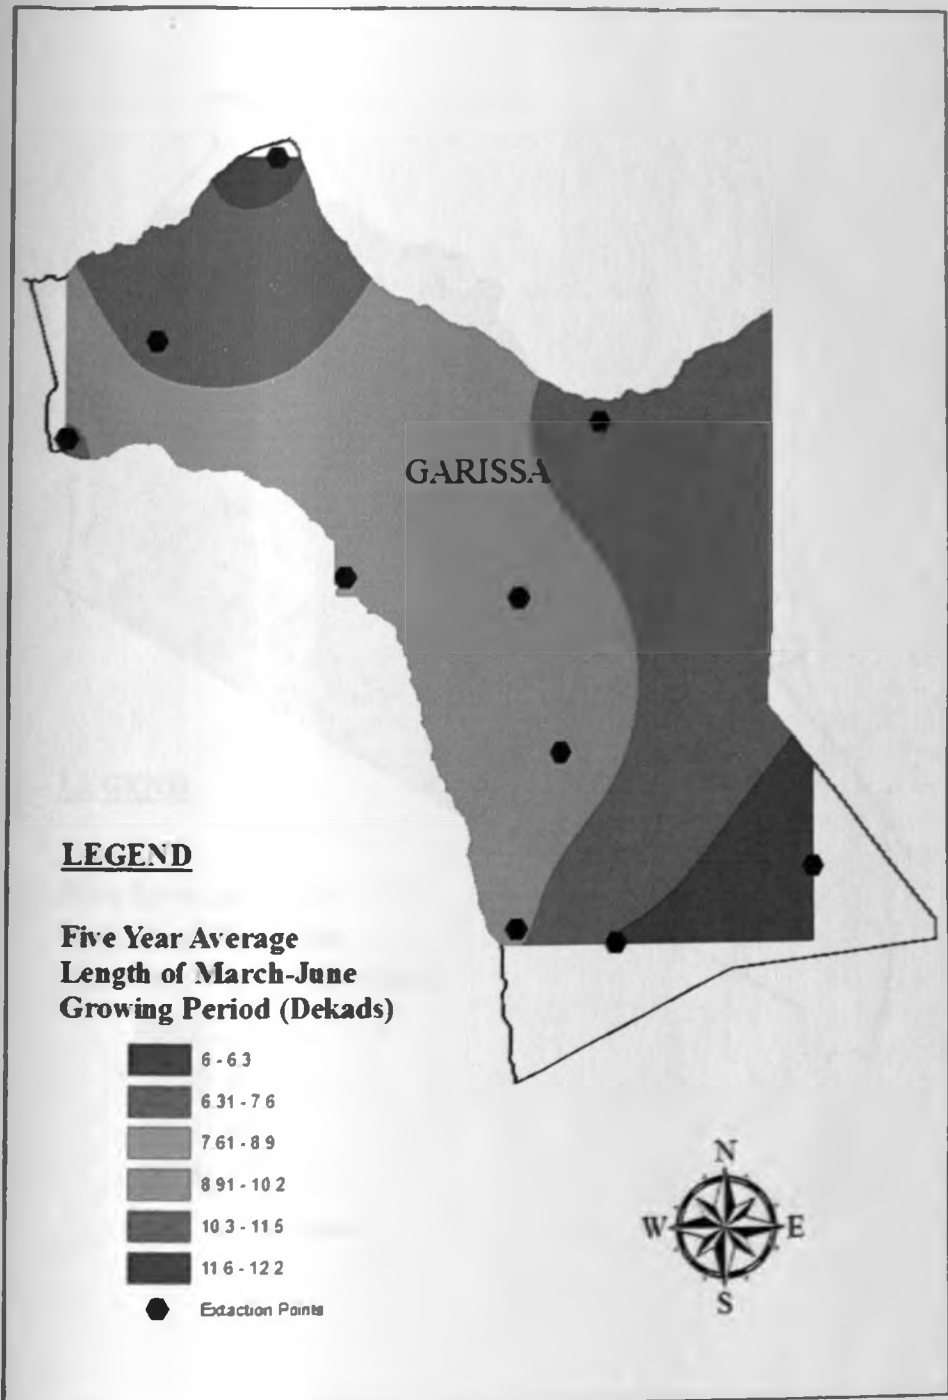 GARISSA
LEGEND
Five Year Average
Length of March-June
Growing Period (Dekads)
6 - 6.3
6.31 - 7.6
7.61 - 8.9
8.91 - 10.2
10.3 - 11.5
11.6 - 12.2
Extaction Points
N
W E
S